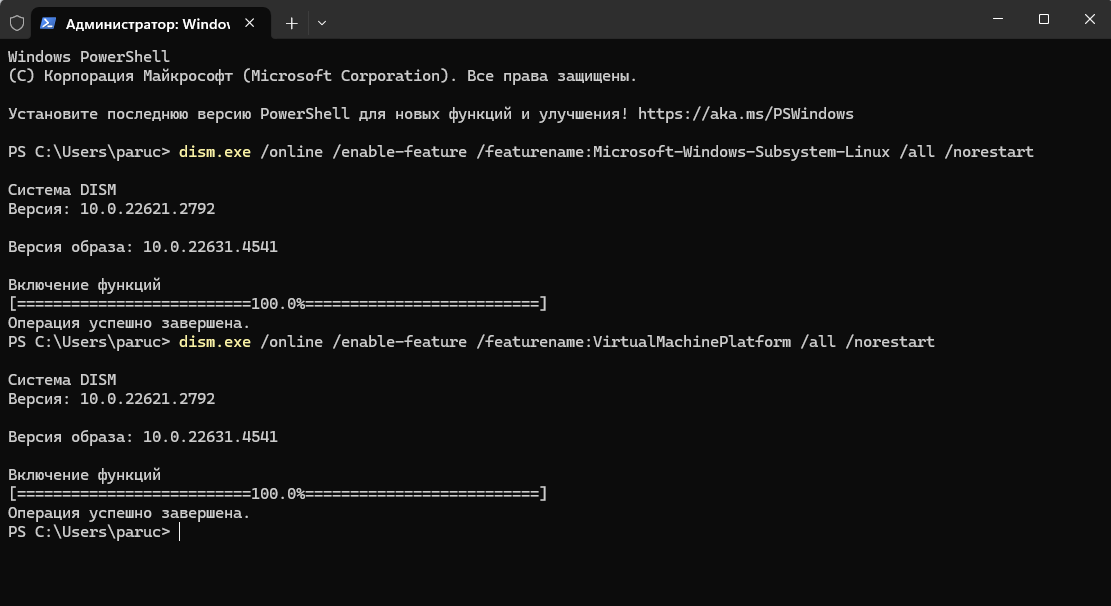 Администратор: Window
Windows PowerShell
(C) Корпорация Майкрософт (Microsoft Corporation). Все права защищены.
Установите последнюю версию PowerShell для новых функций и улучшения! https://aka.ms/PSWindows
PS C:\Users\paruc> dism.exe /online /enable-feature /featurename:Microsoft-Windows-Subsystem-Linux /all /norestart
Cистема DISM
Версия: 10.0.22621.2792
Версия образа: 10.0.22631.4541
Включение функций
[==========================100.0%==========================]
Операция успешно завершена.
PS C:\Users\paruc> dism.exe /online /enable-feature /featurename:VirtualMachinePlatform /all /norestart
Cистема DISM
Версия: 10.0.22621.2792
Версия образа: 10.0.22631.4541
Включение функций
[==========================100.0%==========================]
Операция успешно завершена.
PS C:\Users\paruc>